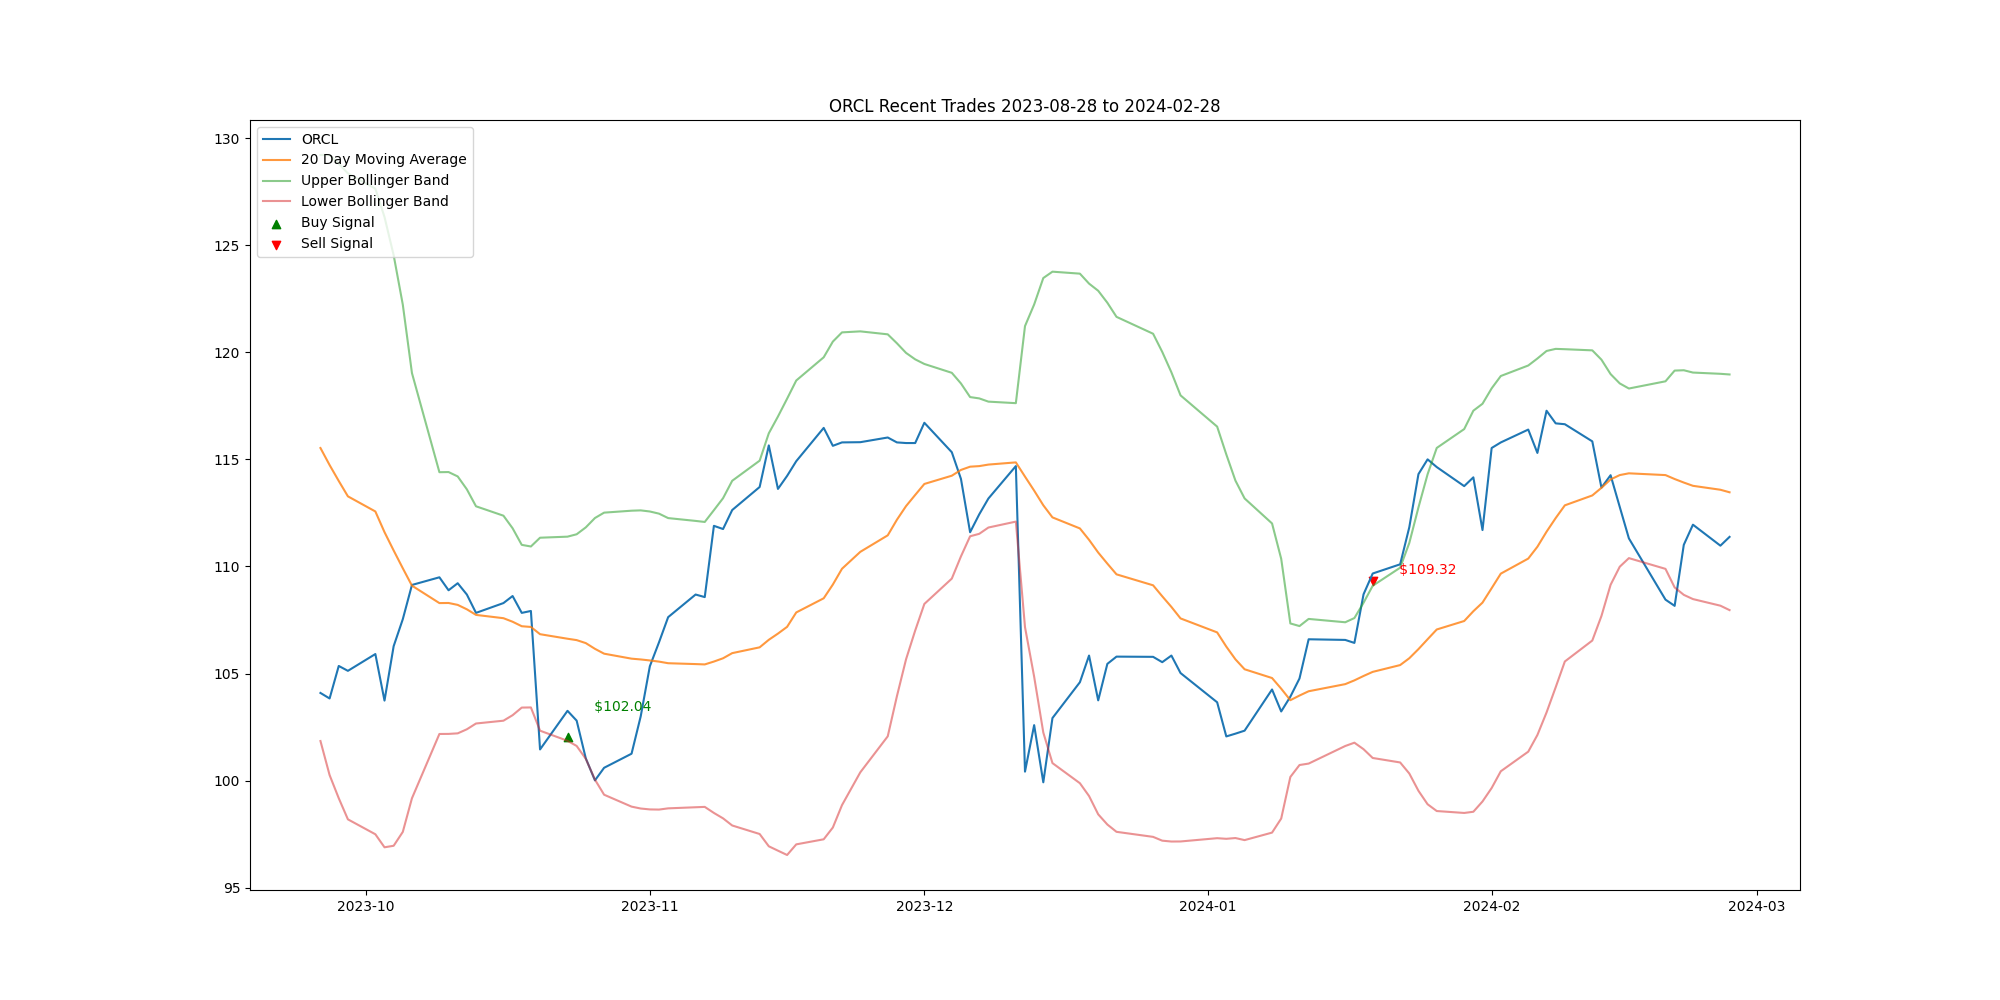 ORCL Recent Trades 2023-08-28 to 2024-02-28
130
125
120
115
110
105
100
95
ORCL
20 Day Moving Average
Upper Bollinger Band
Lower Bollinger Band
Buy Signal
Sell Signal
$109.32
$102.04
2023-10
2023-11
2023-12
2024-01
2024-02
2024-03